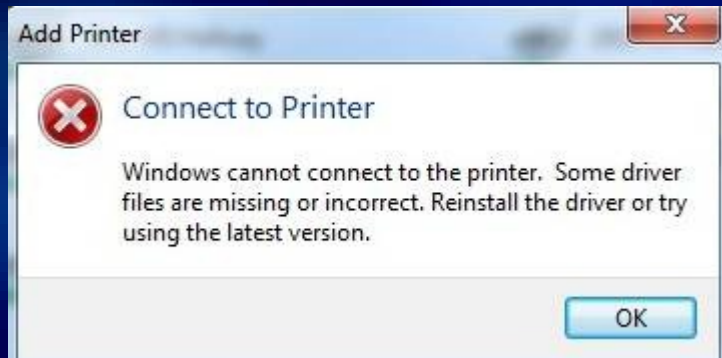 Add Printer
Connect to Printer
Windows cannot connect to the printer.  Some driver
files are missing or incorrect. Reinstall the driver or try
using the latest version.
OK